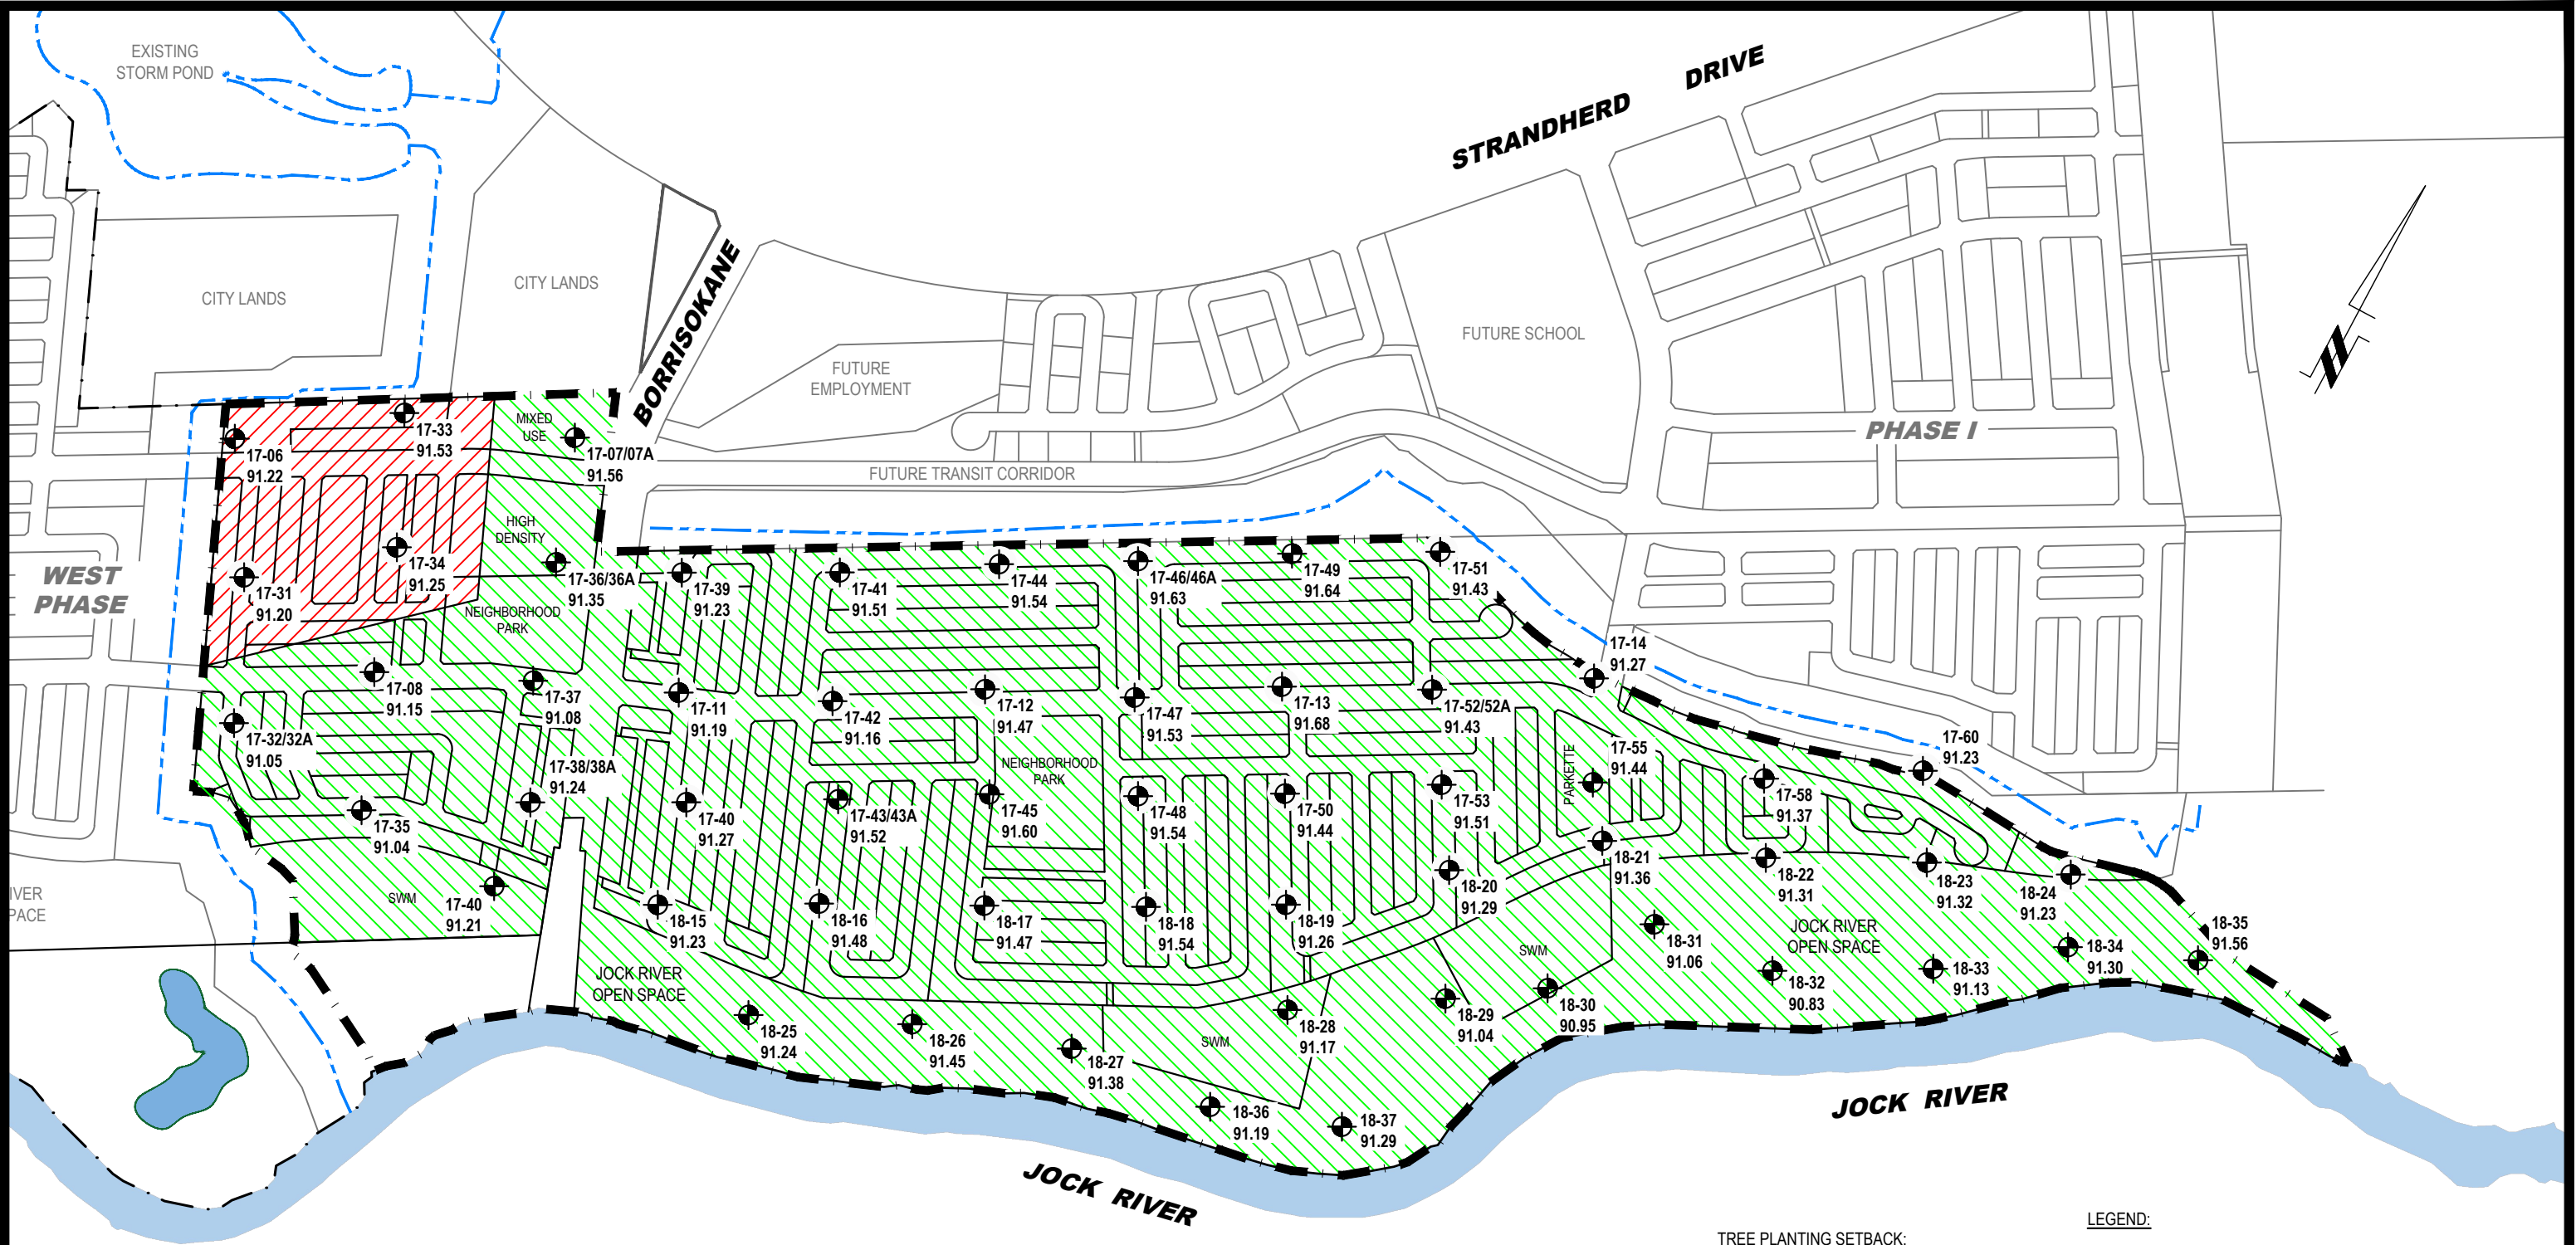 EXISTING
STORM POND
STRANDHERD DRIVE
CITY LANDS
CITY LANDS
BORRISOKANE
FUTURE
EMPLOYMENT
FUTURE SCHOOL
FUTURE TRANSIT CORRIDOR
PHASE I
WEST
PHASE
MIXED
USE
HIGH
DENSITY
NEIGHBORHOOD
PARK
17-33
91.53
17-06
91.22
17-07/07A
91.56
17-34
91.25
17-31
91.20
17-36/36A
91.35
17-39
91.23
17-41
91.51
17-44
91.54
17-46/46A
91.63
17-49
91.64
17-51
91.43
17-14
91.27
17-08
91.15
17-37
91.08
17-11
91.19
17-42
91.16
17-12
91.47
17-47
91.53
17-13
91.68
17-52/52A
91.43
17-55
91.44
17-60
91.23
17-32/32A
91.05
17-38/38A
91.24
NEIGHBORHOOD
PARK
PARKETTE
17-35
91.04
17-40
91.27
17-43/43A
91.52
17-45
91.60
17-48
91.54
17-50
91.44
17-53
91.51
17-58
91.37
SWM
17-40
91.21
18-15
91.23
18-16
91.48
18-17
91.47
18-18
91.54
18-19
91.26
18-20
91.29
18-21
91.36
18-22
91.31
18-23
91.32
18-24
91.23
18-35
91.56
IVER
PACE
JOCK RIVER
OPEN SPACE
SWM
18-31
91.06
JOCK RIVER
OPEN SPACE
18-34
91.30
18-32
90.83
18-33
91.13
18-25
91.24
18-26
91.45
18-27
91.38
SWM
18-28
91.17
18-29
91.04
18-30
90.95
18-36
91.19
18-37
91.29
JOCK RIVER
JOCK RIVER
LEGEND:
TREE PLANTING SETBACK: